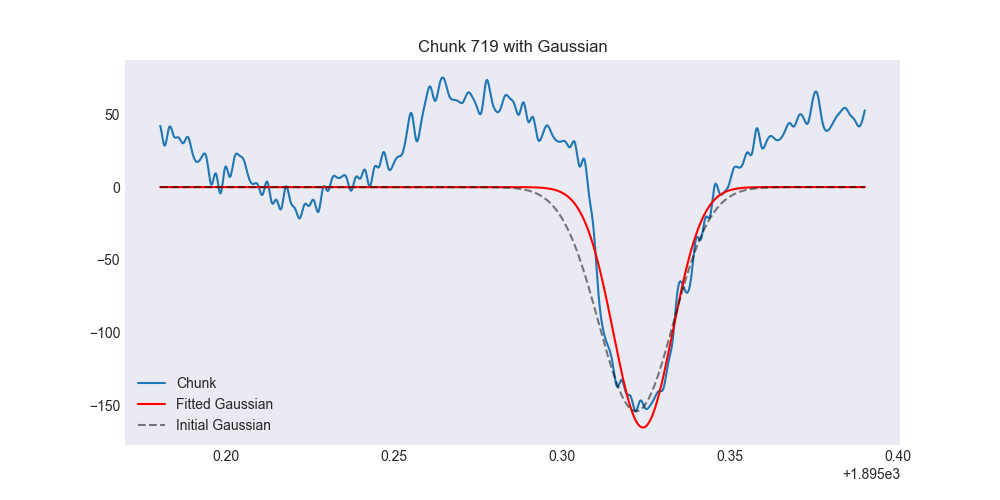 Chunk 719 with Gaussian
50
0
−50
−100
−150
Chunk
Fitted Gaussian
Initial Gaussian
0.20 0.25 0.30 0.35 0.40
+1.895e3